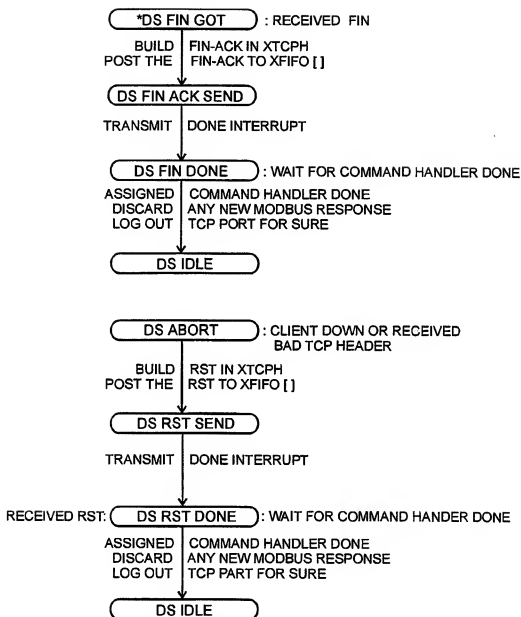 *DS FIN GOT : RECEIVED FIN
BUILD FIN-ACK IN XTCPH
POST THE FIN-ACK TO XFIFO [ ]
DS FIN ACK SEND
TRANSMIT DONE INTERRUPT
DS FIN DONE : WAIT FOR COMMAND HANDLER DONE
ASSIGNED COMMAND HANDLER DONE
DISCARD ANY NEW MODBUS RESPONSE
LOG OUT TCP PORT FOR SURE
DS IDLE
DS ABORT : CLIENT DOWN OR RECEIVED
BAD TCP HEADER
BUILD RST IN XTCPH
POST THE RST TO XFIFO [ ]
DS RST SEND
TRANSMIT DONE INTERRUPT
RECEIVED RST: DS RST DONE : WAIT FOR COMMAND HANDER DONE
ASSIGNED COMMAND HANDLER DONE
DISCARD ANY NEW MODBUS RESPONSE
LOG OUT TCP PART FOR SURE
DS IDLE